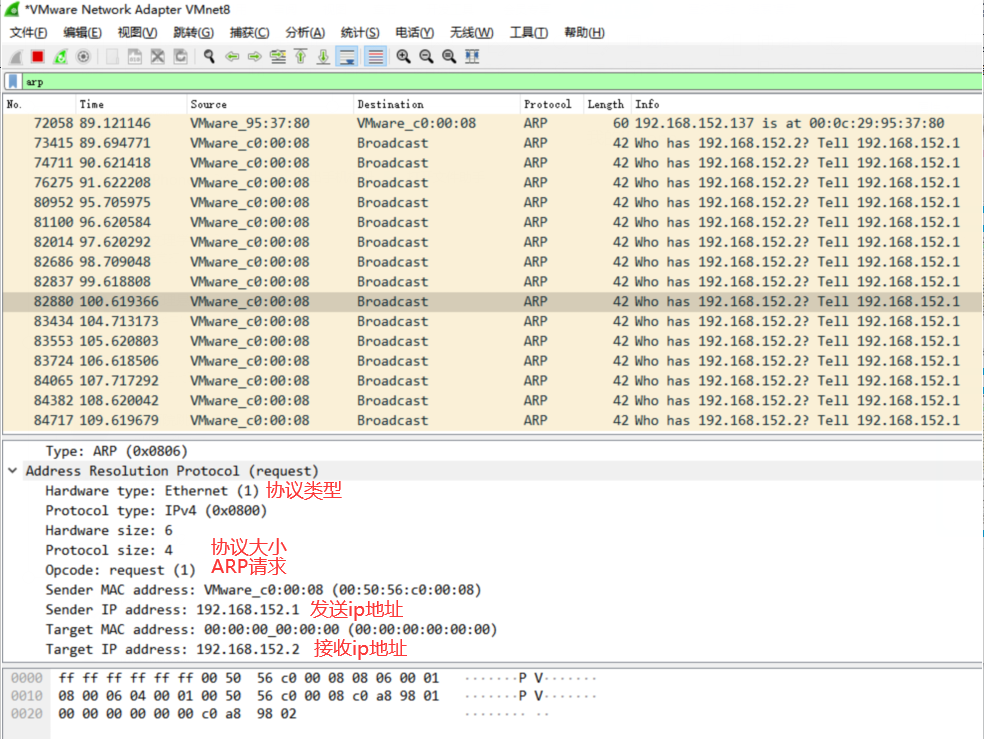 *VMware Network Adapter VMnet8
文件(F) 编辑(E) 视图(V) 跳转(G) 捕获(C) 分析(A) 统计(S) 电话(Y) 无线(W) 工具(T) 帮助(H)
arp
No. Time Source Destination Protocol Length Info
72058 89.121146 VMware_95:37:80 VMware_c0:00:08 ARP 60 192.168.152.137 is at 00:0c:29:95:37:80
73415 89.694771 VMware_c0:00:08 Broadcast ARP 42 Who has 192.168.152.2? Tell 192.168.152.1
74711 90.621418 VMware_c0:00:08 Broadcast ARP 42 Who has 192.168.152.2? Tell 192.168.152.1
76275 91.622208 VMware_c0:00:08 Broadcast ARP 42 Who has 192.168.152.2? Tell 192.168.152.1
80952 95.705975 VMware_c0:00:08 Broadcast ARP 42 Who has 192.168.152.2? Tell 192.168.152.1
81100 96.620584 VMware_c0:00:08 Broadcast ARP 42 Who has 192.168.152.2? Tell 192.168.152.1
82014 97.620292 VMware_c0:00:08 Broadcast ARP 42 Who has 192.168.152.2? Tell 192.168.152.1
82686 98.709048 VMware_c0:00:08 Broadcast ARP 42 Who has 192.168.152.2? Tell 192.168.152.1
82837 99.618808 VMware_c0:00:08 Broadcast ARP 42 Who has 192.168.152.2? Tell 192.168.152.1
82880 100.619366 VMware_c0:00:08 Broadcast ARP 42 Who has 192.168.152.2? Tell 192.168.152.1
83434 104.713173 VMware_c0:00:08 Broadcast ARP 42 Who has 192.168.152.2? Tell 192.168.152.1
83553 105.620803 VMware_c0:00:08 Broadcast ARP 42 Who has 192.168.152.2? Tell 192.168.152.1
83724 106.618506 VMware_c0:00:08 Broadcast ARP 42 Who has 192.168.152.2? Tell 192.168.152.1
84065 107.717292 VMware_c0:00:08 Broadcast ARP 42 Who has 192.168.152.2? Tell 192.168.152.1
84382 108.620042 VMware_c0:00:08 Broadcast ARP 42 Who has 192.168.152.2? Tell 192.168.152.1
84717 109.619679 VMware_c0:00:08 Broadcast ARP 42 Who has 192.168.152.2? Tell 192.168.152.1
Type: ARP (0x0806)
Address Resolution Protocol (request)
Hardware type: Ethernet (1) 协议类型
Protocol type: IPv4 (0x0800)
Hardware size: 6
Protocol size: 4 协议大小
Opcode: request (1) ARP请求
Sender MAC address: VMware_c0:00:08 (00:50:56:c0:00:08)
Sender IP address: 192.168.152.1 发送ip地址
Target MAC address: 00:00:00_00:00:00 (00:00:00:00:00:00)
Target IP address: 192.168.152.2 接收ip地址
0000 ff ff ff ff ff ff 00 50 56 c0 00 08 08 06 00 01 ·······P V·······
0010 08 00 06 04 00 01 00 50 56 c0 00 08 c0 a8 98 01 ·······P V·······
0020 00 00 00 00 00 00 c0 a8 98 02 ········ ··